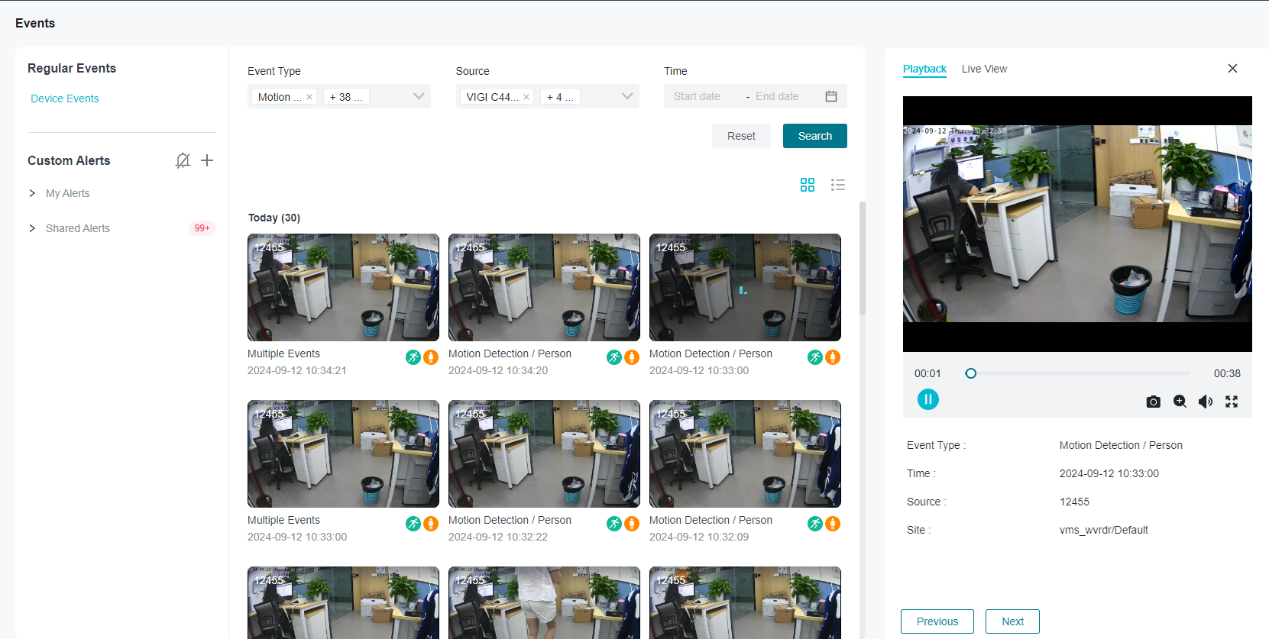 Events
Regular Events
Device Events
Custom Alerts
My Alerts
Shared Alerts 99+
Event Type Source Time
Motion ... × + 38 ... VIGI C44... × + 4 ... Start date - End date
Reset Search
Today (30)
12455 12455 12455
Multiple Events Motion Detection / Person Motion Detection / Person
2024-09-12 10:34:21 2024-09-12 10:34:20 2024-09-12 10:33:00
12455 12455 12455
Multiple Events Motion Detection / Person Motion Detection / Person
2024-09-12 10:33:00 2024-09-12 10:32:22 2024-09-12 10:32:09
12455 12455 12455
Playback Live View
2024-09-12 Thu 10:32:58
00:01 00:38
Event Type : Motion Detection / Person
Time : 2024-09-12 10:33:00
Source : 12455
Site : vms_wvrdr/Default
Previous Next